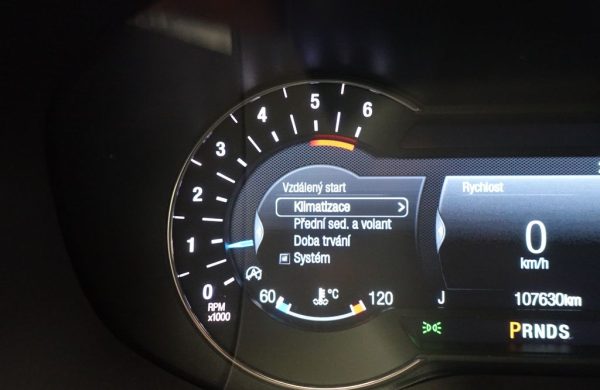 6
5
4
3
2
1
0
RPM
x1000
Vzdálený start
Klimatizace >
Přední sed. a volant
Doba trvání
Systém
60 °C 120
Rychlost
0
km/h
J 107630km
PRNDS